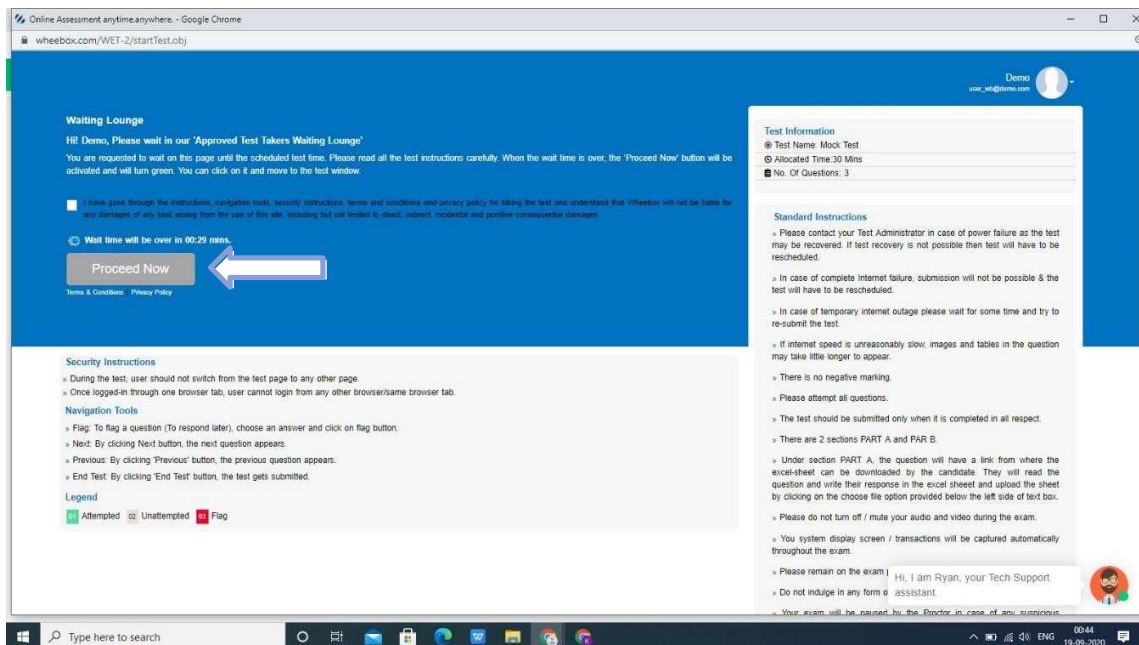 Online Assessment anytime.anywhere. - Google Chrome
wheebox.com/WET-2/startTest.obj
Demo
user_wb@demo.com
Waiting Lounge
Hi! Demo, Please wait in our 'Approved Test Takers Waiting Lounge'
You are requested to wait on this page until the scheduled test time. Please read all the test instructions carefully. When the wait time is over, the 'Proceed Now' button will be
activated and will turn green. You can click on it and move to the test window.
I have gone through the instructions, navigation tools, security instructions, terms and conditions and privacy policy for taking the test and understand that Wheebox will not be liable for
any damages of any kind arising from the use of this site, including but not limited to direct, indirect, incidental and punitive consequential damages
Wait time will be over in 00:29 mins.
Proceed Now
Terms & Conditions Privacy Policy
Security Instructions
» During the test, user should not switch from the test page to any other page.
» Once logged-in through one browser tab, user cannot login from any other browser/same browser tab.
Navigation Tools
» Flag: To flag a question (To respond later), choose an answer and click on flag button.
» Next: By clicking Next button, the next question appears.
» Previous: By clicking 'Previous' button, the previous question appears.
» End Test: By clicking 'End Test' button, the test gets submitted.
Legend
01 Attempted 02 Unattempted 03 Flag
Test Information
Test Name: Mock Test
Allocated Time:30 Mins
No. Of Questions: 3
Standard Instructions
» Please contact your Test Administrator in case of power failure as the test
may be recovered. If test recovery is not possible then test will have to be
rescheduled.
» In case of complete Internet failure, submission will not be possible & the
test will have to be rescheduled.
» In case of temporary internet outage please wait for some time and try to
re-submit the test.
» If internet speed is unreasonably slow, images and tables in the question
may take little longer to appear.
» There is no negative marking.
» Please attempt all questions.
» The test should be submitted only when it is completed in all respect.
» There are 2 sections PART A and PAR B.
» Under section PART A, the question will have a link from where the
excel-sheet can be downloaded by the candidate. They will read the
question and write their response in the excel sheeet and upload the sheet
by clicking on the choose file option provided below the left side of text box.
» Please do not turn off / mute your audio and video during the exam.
» You system display screen / transactions will be captured automatically
throughout the exam.
» Please remain on the exam
» Do not indulge in any form o
» Your exam will be paused by the Proctor in case of any suspicious
Hi, I am Ryan, your Tech Support
assistant.
Type here to search
ENG
00:44
19-09-2020